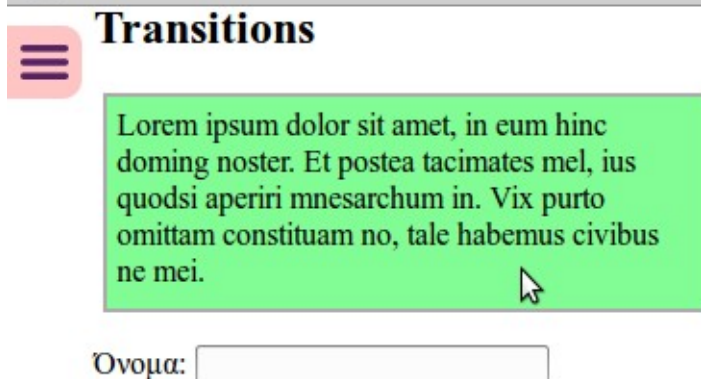 Transitions
Lorem ipsum dolor sit amet, in eum hinc
doming noster. Et postea tacimates mel, ius
quodsi aperiri mnesarchum in. Vix purto
omittam constituam no, tale habemus civibus
ne mei.
Όνομα: